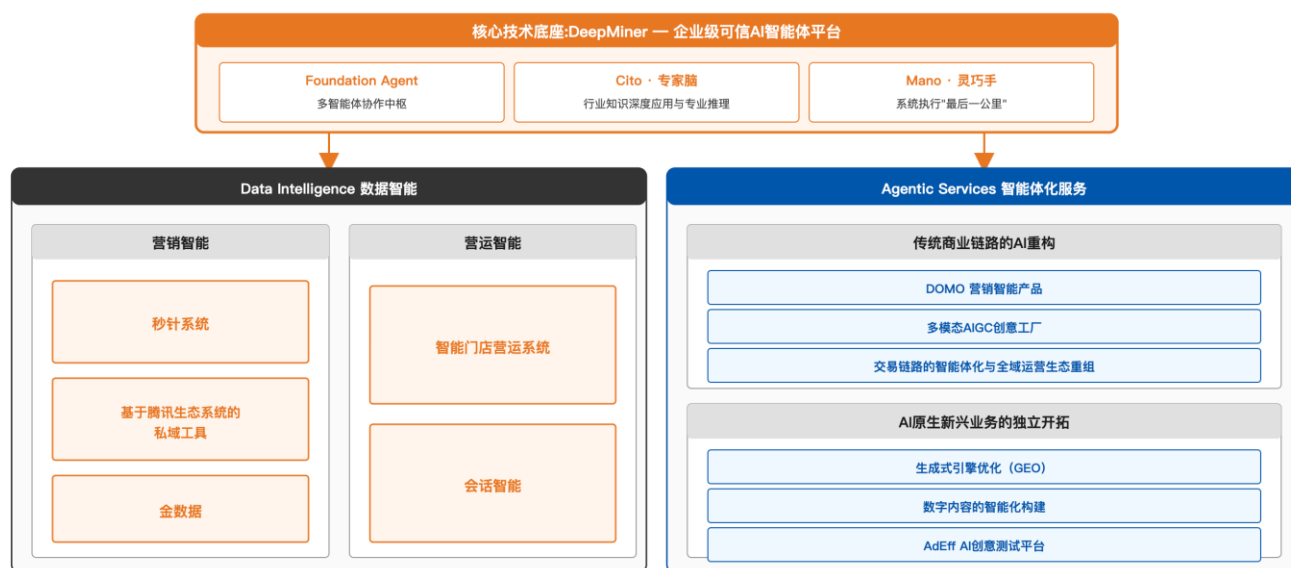 核心技术底座:DeepMiner — 企业级可信AI智能体平台
Foundation Agent
多智能体协作中枢
Cito · 专家脑
行业知识深度应用与专业推理
Mano · 灵巧手
系统执行"最后一公里"
Data Intelligence 数据智能
营销智能
秒针系统
基于腾讯生态系统的
私域工具
金数据
营运智能
智能门店营运系统
会话智能
Agentic Services 智能体化服务
传统商业链路的AI重构
DOMO 营销智能产品
多模态AIGC创意工厂
交易链路的智能体化与全域运营生态重组
AI原生新兴业务的独立开拓
生成式引擎优化（GEO）
数字内容的智能化构建
AdEff AI创意测试平台